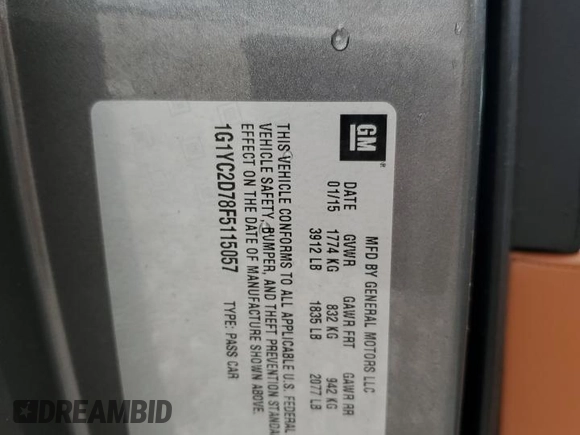 GM®
MFD BY GENERAL MOTORS LLC
DATE GVWR GAWR FRT GAWR RR
01/15 1774 KG 832 KG 942 KG
3912 LB 1835 LB 2077 LB
THIS VEHICLE CONFORMS TO ALL APPLICABLE U.S. FEDERAL
VEHICLE SAFETY, BUMPER, AND THEFT PREVENTION
EFFECT ON THE DATE OF MANUFACTURE SHOWN ABOVE.
1G1YC2D78F5115057 TYPE: PASS CAR
DREAMBID